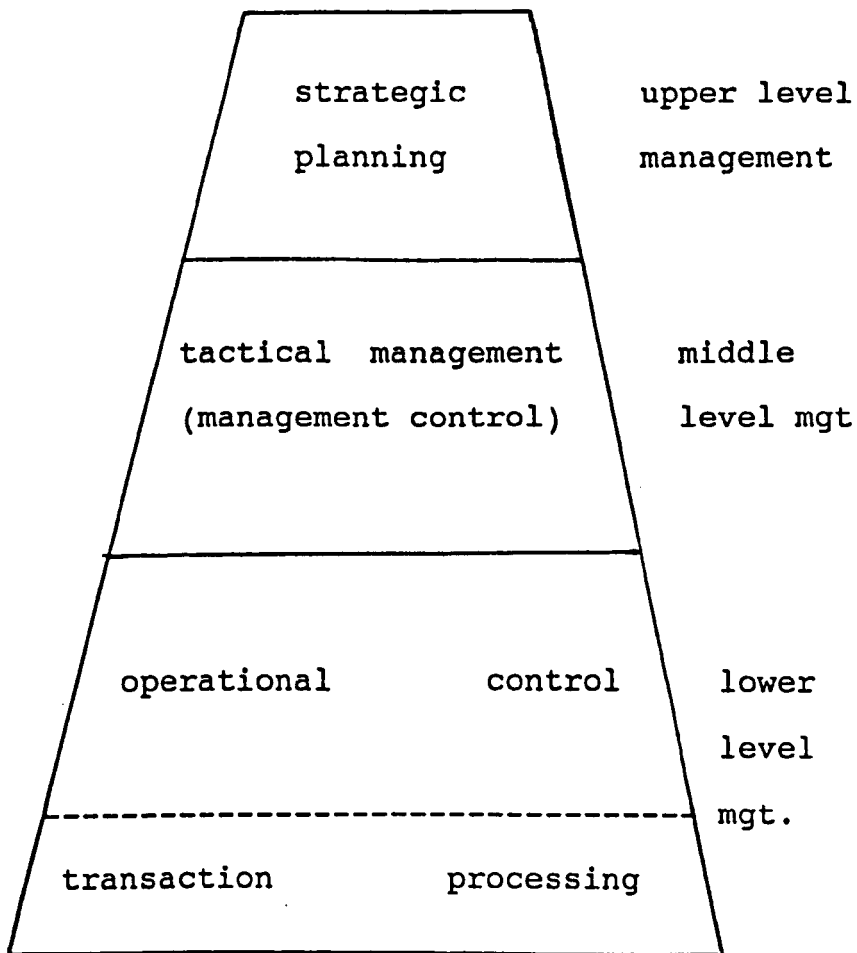 strategic planning
upper level management
tactical management
(management control)
middle level mgt
operational control
lower level mgt.
transaction processing